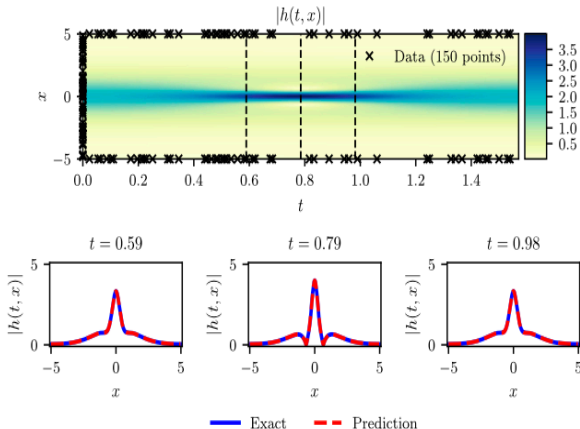 |h(t, x)|
5
0
−5
x
× Data (150 points)
3.5
3.0
2.5
2.0
1.5
1.0
0.5
0.0 0.2 0.4 0.6 0.8 1.0 1.2 1.4
t
t = 0.59 t = 0.79 t = 0.98
|h(t, x)| |h(t, x)| |h(t, x)|
5 5 5
0 0 0
−5 0 5 −5 0 5 −5 0 5
x x x
Exact Prediction